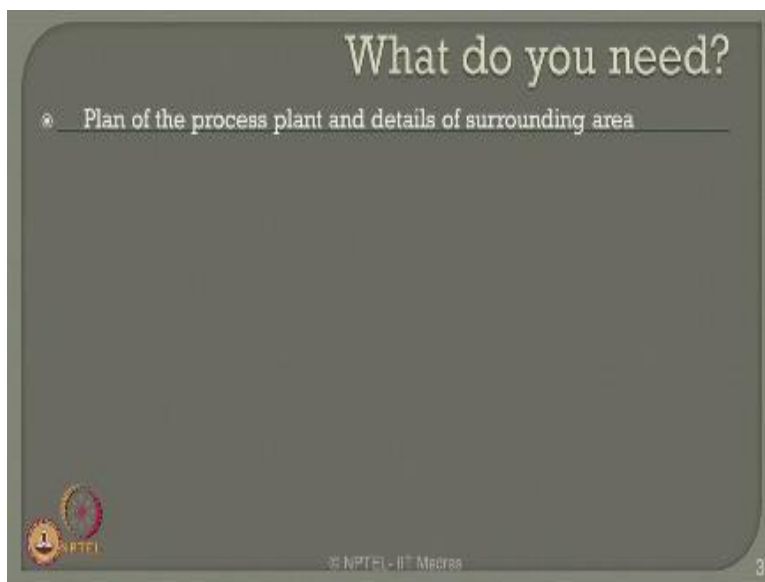 What do you need?
Plan of the process plant and details of surrounding area
NPTEL
© NPTEL - IIT Madras
3